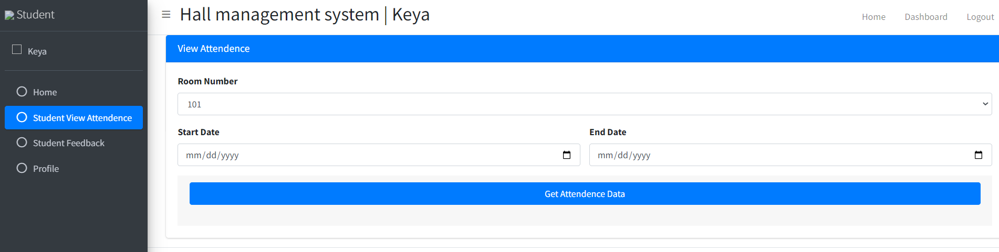 Student
Keya
Home
Student View Attendence
Student Feedback
Profile
Hall management system | Keya
Home Dashboard Logout
View Attendence
Room Number
101
Start Date End Date
mm/dd/yyyy mm/dd/yyyy
Get Attendence Data